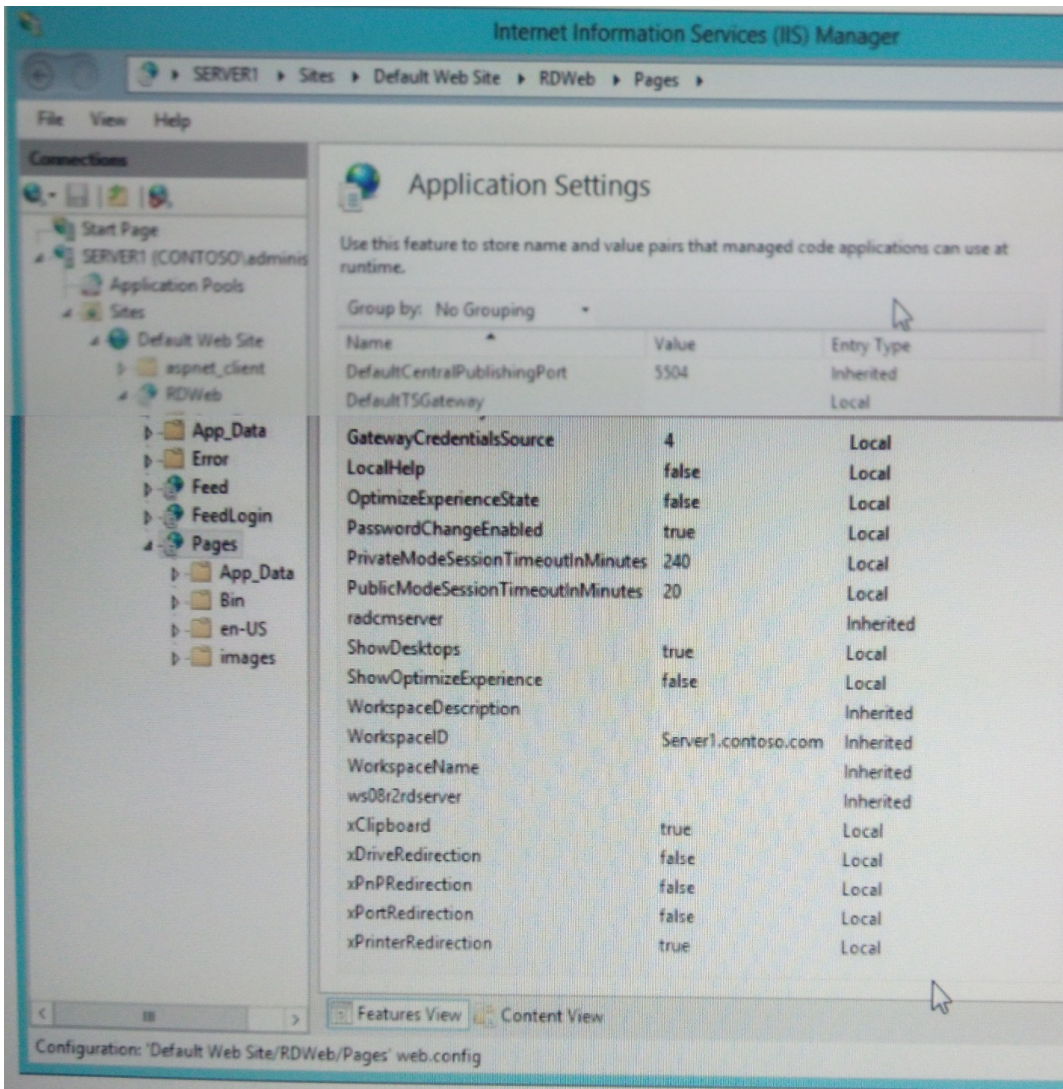 Internet Information Services (IIS) Manager
SERVER1 Sites Default Web Site RDWeb Pages
File View Help
Connections
Start Page
SERVER1 (CONTOSO\adminis
Application Pools
Sites
Default Web Site
aspnet_client
RDWeb
App_Data
Error
Feed
FeedLogin
Pages
App_Data
Bin
en-US
images
Application Settings
Use this feature to store name and value pairs that managed code applications can use at
runtime.
Group by: No Grouping
Name Value Entry Type
DefaultCentralPublishingPort 5504 Inherited
DefaultTSGateway Local
GatewayCredentialsSource 4 Local
LocalHelp false Local
OptimizeExperienceState false Local
PasswordChangeEnabled true Local
PrivateModeSessionTimeoutInMinutes 240 Local
PublicModeSessionTimeoutInMinutes 20 Local
radcmserver Inherited
ShowDesktops true Local
ShowOptimizeExperience false Local
WorkspaceDescription Inherited
WorkspaceID Server1.contoso.com Inherited
WorkspaceName Inherited
ws08r2rdserver Inherited
xClipboard true Local
xDriveRedirection false Local
xPnPRedirection false Local
xPortRedirection false Local
xPrinterRedirection true Local
Features View Content View
Configuration: 'Default Web Site/RDWeb/Pages' web.config